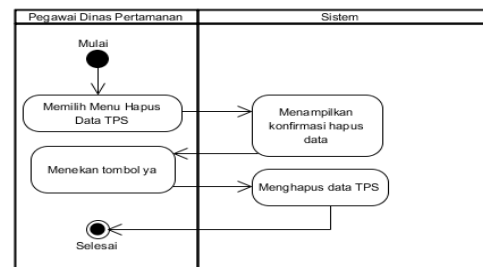 Pegawai Dinas Pertamanan
Sistem
Mulai
Memilih Menu Hapus
Data TPS
Menampilkan
konfirmasi hapus
data
Menekan tombol ya
Menghapus data TPS
Selesai